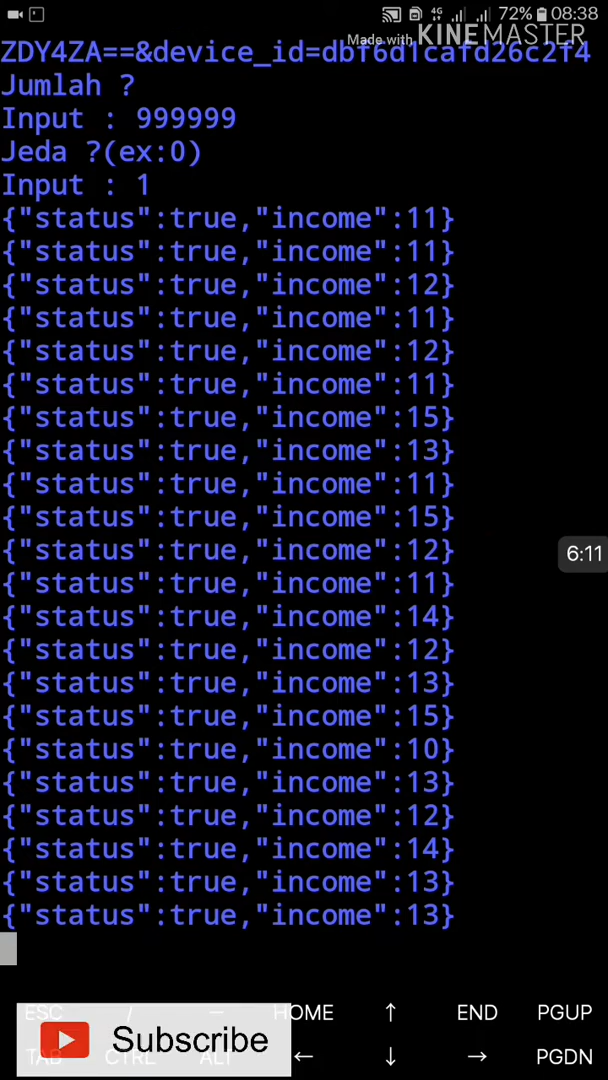 4G 72% 08:38
Made with KINEMASTER
ZDY4ZA==&device_id=dbf6d1cafd26c2f4
Jumlah ?
Input : 999999
Jeda ?(ex:0)
Input : 1
{"status":true,"income":11}
{"status":true,"income":11}
{"status":true,"income":12}
{"status":true,"income":11}
{"status":true,"income":12}
{"status":true,"income":11}
{"status":true,"income":15}
{"status":true,"income":13}
{"status":true,"income":11}
{"status":true,"income":15}
{"status":true,"income":12}
6:11
{"status":true,"income":11}
{"status":true,"income":14}
{"status":true,"income":12}
{"status":true,"income":13}
{"status":true,"income":15}
{"status":true,"income":10}
{"status":true,"income":13}
{"status":true,"income":12}
{"status":true,"income":14}
{"status":true,"income":13}
{"status":true,"income":13}
ESC / — HOME ↑ END PGUP
Subscribe
TAB CTRL ALT ← ↓ → PGDN